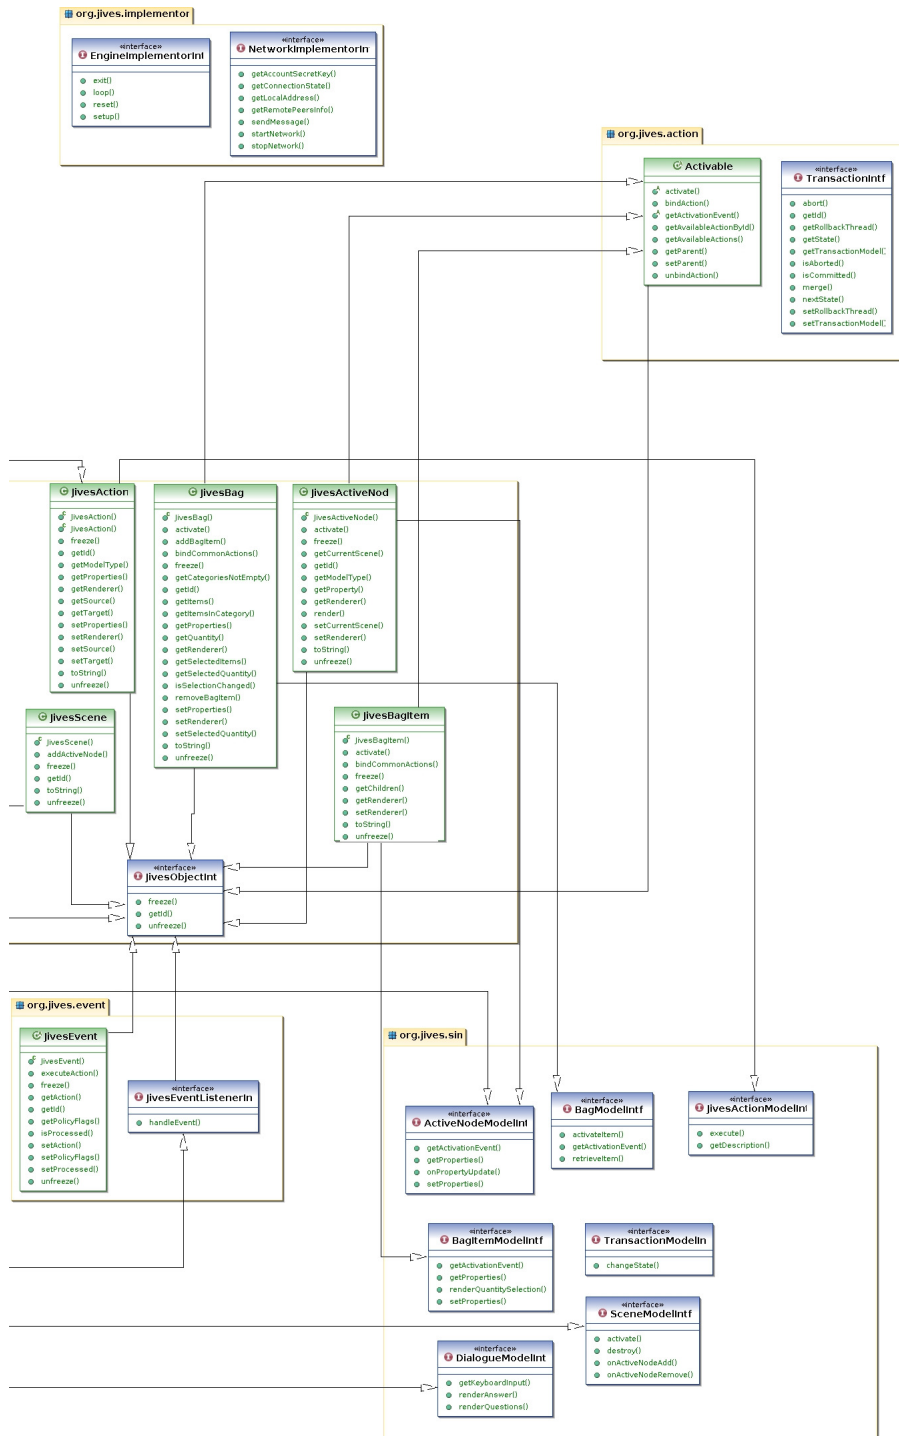 org.jives.implementor
«interface»
EngineImplementorInt
exit()
loop()
reset()
setup()
«interface»
NetworkImplementorIn
getAccountSecretKey()
getConnectionState()
getLocalAddress()
getRemotePeersInfo()
sendMessage()
startNetwork()
stopNetwork()
org.jives.action
Activable
activate()
bindAction()
getActivationEvent()
getAvailableActionById()
getAvailableActions()
getParent()
setParent()
unbindAction()
«interface»
TransactionIntf
abort()
getId()
getRollbackThread()
getState()
getTransactionModel(
isAborted()
isCommitted()
merge()
nextState()
setRollbackThread()
setTransactionModel(
JivesAction
JivesAction()
JivesAction()
freeze()
getId()
getModelType()
getProperties()
getRenderer()
getSource()
getTarget()
setProperties()
setRenderer()
setSource()
setTarget()
toString()
unfreeze()
JivesBag
JivesBag()
activate()
addBagItem()
bindCommonActions()
freeze()
getCategoriesNotEmpty()
getId()
getItems()
getItemsInCategory()
getProperties()
getQuantity()
getRenderer()
getSelectedItems()
getSelectedQuantity()
isSelectionChanged()
removeBagItem()
setProperties()
setRenderer()
setSelectedQuantity()
toString()
unfreeze()
JivesActiveNod
JivesActiveNode()
activate()
freeze()
getCurrentScene()
getId()
getModelType()
getProperty()
getRenderer()
render()
setCurrentScene()
setRenderer()
toString()
unfreeze()
JivesScene
JivesScene()
addActiveNode()
freeze()
getId()
toString()
unfreeze()
JivesBagItem
JivesBagItem()
activate()
bindCommonActions()
freeze()
getChildren()
getRenderer()
setRenderer()
toString()
unfreeze()
«interface»
JivesObjectInt
freeze()
getId()
unfreeze()
org.jives.event
JivesEvent
JivesEvent()
executeAction()
freeze()
getAction()
getId()
getPolicyFlags()
isProcessed()
setAction()
setPolicyFlags()
setProcessed()
unfreeze()
«interface»
JivesEventListenerIn
handleEvent()
org.jives.sin
«interface»
ActiveNodeModelInt
getActivationEvent()
getProperties()
onPropertyUpdate()
setProperties()
«interface»
BagModelIntf
activateItem()
getActivationEvent()
retrieveItem()
«interface»
JivesActionModelInt
execute()
getDescription()
«interface»
BagItemModelIntf
getActivationEvent()
getProperties()
renderQuantitySelection()
setProperties()
«interface»
TransactionModelIn
changeState()
«interface»
SceneModelIntf
activate()
destroy()
onActiveNodeAdd()
onActiveNodeRemove()
«interface»
DialogueModelInt
getKeyboardInput()
renderAnswer()
renderQuestions()